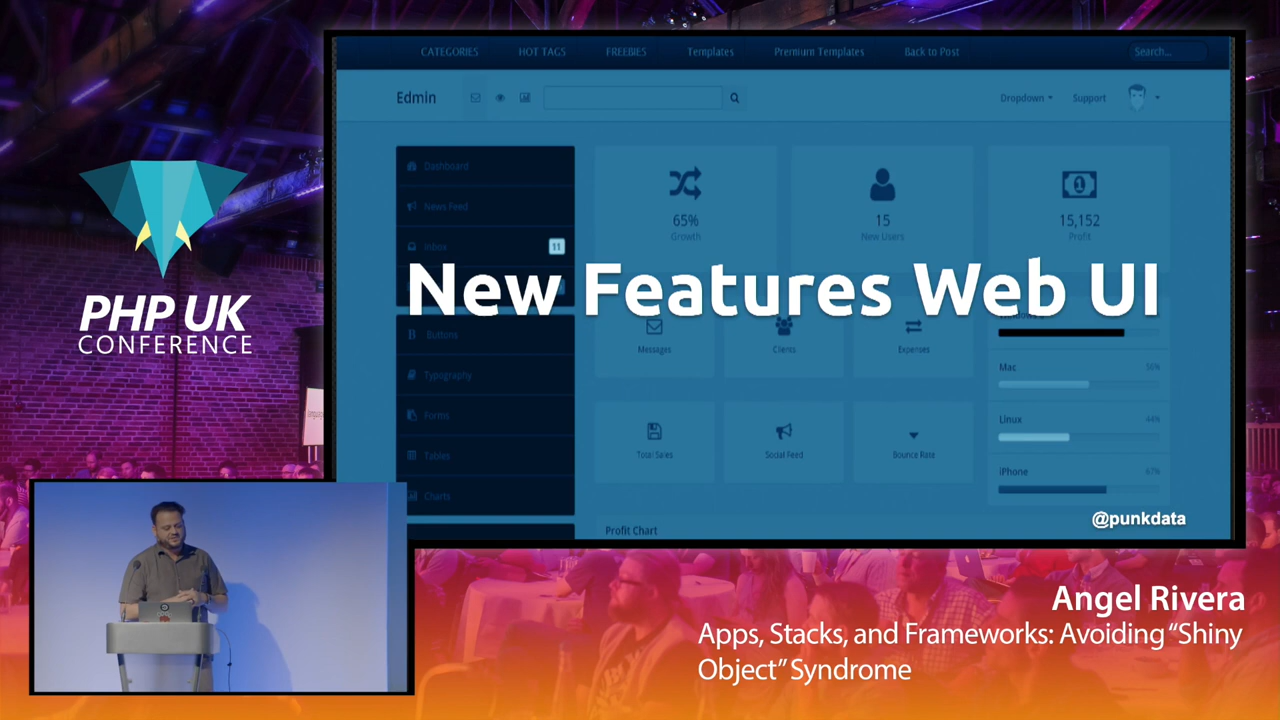 CATEGORIES HOT TAGS FREEBIES Templates Premium Templates Back to Post Search...
Edmin Dropdown Support
Dashboard
News Feed
Inbox 11
Buttons
Typography
Forms
Tables
Charts
65%
Growth
15
New Users
15,152
Profit
New Features Web UI
Messages
Clients
Expenses
Total Sales
Social Feed
Bounce Rate
Mac 56%
Linux 44%
iPhone 67%
Profit Chart
@punkdata
PHP UK
CONFERENCE
Angel Rivera
Apps, Stacks, and Frameworks: Avoiding “Shiny
Object” Syndrome